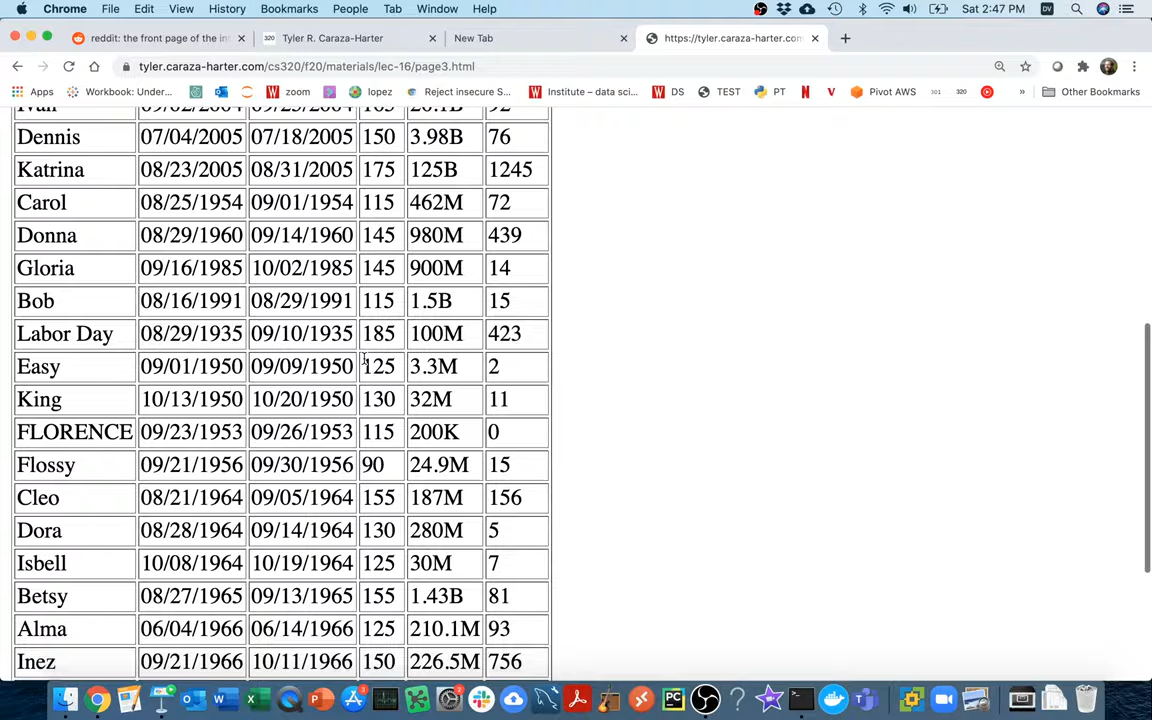 Chrome File Edit View History Bookmarks People Tab Window Help Sat 2:47 PM
reddit: the front page of the in Tyler R. Caraza-Harter New Tab https://tyler.caraza-harter.com
tyler.caraza-harter.com/cs320/f20/materials/lec-16/page3.html
Apps Workbook: Under... zoom lopez Reject insecure S... Institute – data sci... DS TEST PT Pivot AWS 301 320 » Other Bookmarks
Dennis 07/04/2005 07/18/2005 150 3.98B 76
Katrina 08/23/2005 08/31/2005 175 125B 1245
Carol 08/25/1954 09/01/1954 115 462M 72
Donna 08/29/1960 09/14/1960 145 980M 439
Gloria 09/16/1985 10/02/1985 145 900M 14
Bob 08/16/1991 08/29/1991 115 1.5B 15
Labor Day 08/29/1935 09/10/1935 185 100M 423
Easy 09/01/1950 09/09/1950 125 3.3M 2
King 10/13/1950 10/20/1950 130 32M 11
FLORENCE 09/23/1953 09/26/1953 115 200K 0
Flossy 09/21/1956 09/30/1956 90 24.9M 15
Cleo 08/21/1964 09/05/1964 155 187M 156
Dora 08/28/1964 09/14/1964 130 280M 5
Isbell 10/08/1964 10/19/1964 125 30M 7
Betsy 08/27/1965 09/13/1965 155 1.43B 81
Alma 06/04/1966 06/14/1966 125 210.1M 93
Inez 09/21/1966 10/11/1966 150 226.5M 756